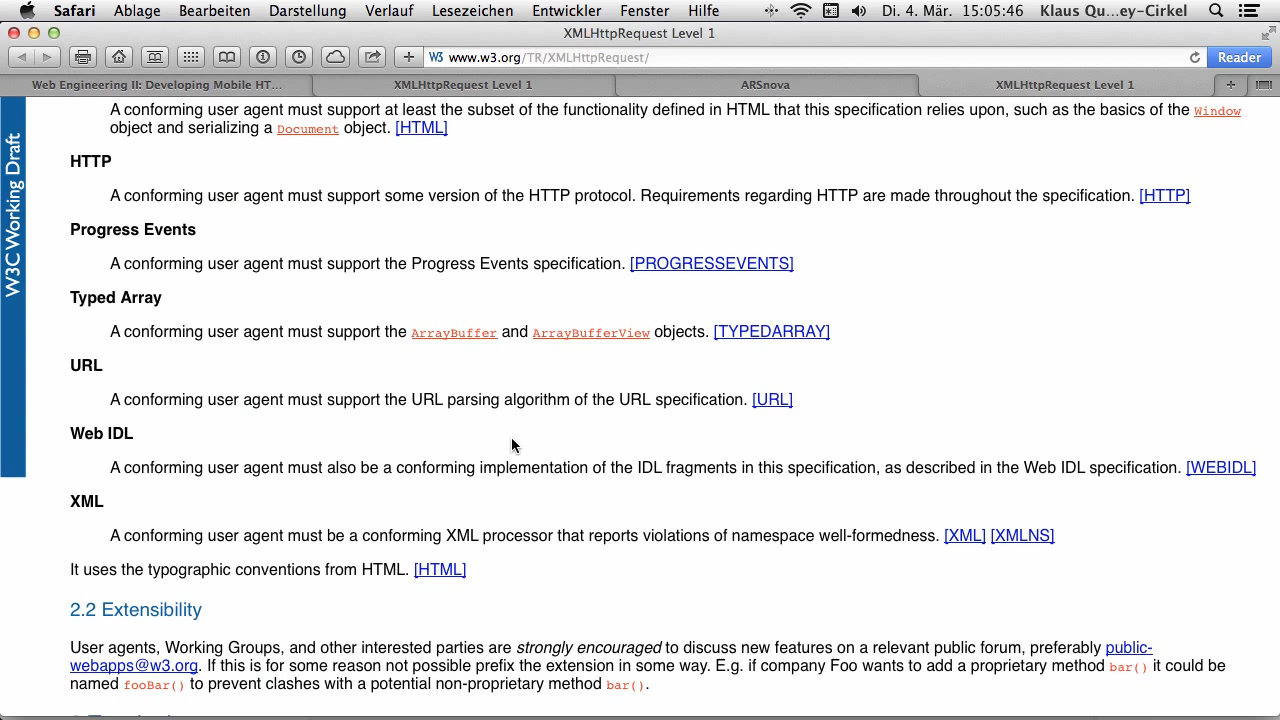 Safari Ablage Bearbeiten Darstellung Verlauf Lesezeichen Entwickler Fenster Hilfe Di. 4. Mär. 15:05:46 Klaus Qu...ey-Cirkel
XMLHttpRequest Level 1
W3 www.w3.org/TR/XMLHttpRequest/ Reader
Web Engineering II: Developing Mobile HT... XMLHttpRequest Level 1 ARSnova XMLHttpRequest Level 1
W3C Working Draft
A conforming user agent must support at least the subset of the functionality defined in HTML that this specification relies upon, such as the basics of the Window
object and serializing a Document object. [HTML]
HTTP
A conforming user agent must support some version of the HTTP protocol. Requirements regarding HTTP are made throughout the specification. [HTTP]
Progress Events
A conforming user agent must support the Progress Events specification. [PROGRESSEVENTS]
Typed Array
A conforming user agent must support the ArrayBuffer and ArrayBufferView objects. [TYPEDARRAY]
URL
A conforming user agent must support the URL parsing algorithm of the URL specification. [URL]
Web IDL
A conforming user agent must also be a conforming implementation of the IDL fragments in this specification, as described in the Web IDL specification. [WEBIDL]
XML
A conforming user agent must be a conforming XML processor that reports violations of namespace well-formedness. [XML] [XMLNS]
It uses the typographic conventions from HTML. [HTML]
2.2 Extensibility
User agents, Working Groups, and other interested parties are strongly encouraged to discuss new features on a relevant public forum, preferably public-
webapps@w3.org. If this is for some reason not possible prefix the extension in some way. E.g. if company Foo wants to add a proprietary method bar() it could be
named fooBar() to prevent clashes with a potential non-proprietary method bar().